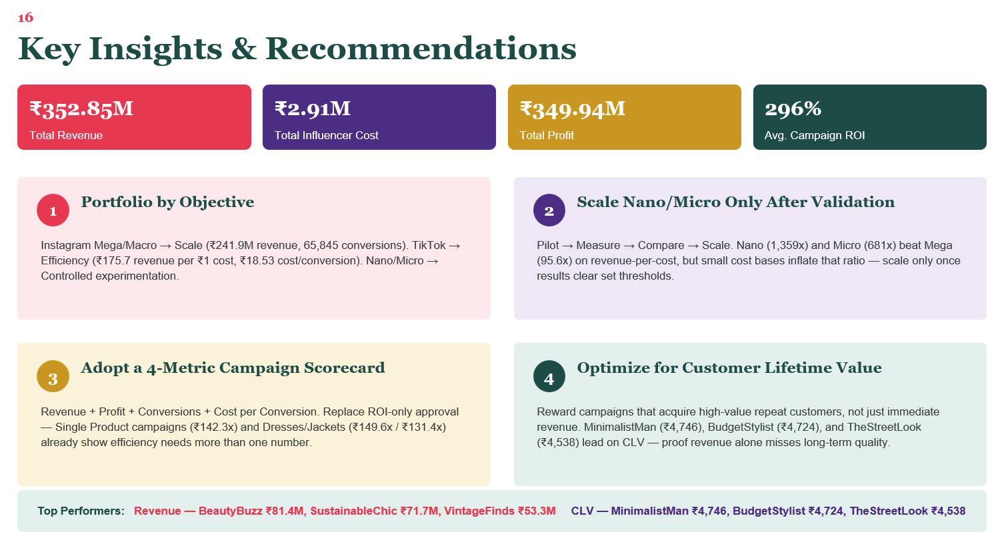 16
Key Insights & Recommendations
₹352.85M
Total Revenue
₹2.91M
Total Influencer Cost
₹349.94M
Total Profit
296%
Avg. Campaign ROI
1
Portfolio by Objective
Instagram Mega/Macro → Scale (₹241.9M revenue, 65,845 conversions). TikTok →
Efficiency (₹175.7 revenue per ₹1 cost, ₹18.53 cost/conversion). Nano/Micro →
Controlled experimentation.
2
Scale Nano/Micro Only After Validation
Pilot → Measure → Compare → Scale. Nano (1,359x) and Micro (681x) beat Mega
(95.6x) on revenue-per-cost, but small cost bases inflate that ratio — scale only once
results clear set thresholds.
3
Adopt a 4-Metric Campaign Scorecard
Revenue + Profit + Conversions + Cost per Conversion. Replace ROI-only approval
— Single Product campaigns (₹142.3x) and Dresses/Jackets (₹149.6x / ₹131.4x)
already show efficiency needs more than one number.
4
Optimize for Customer Lifetime Value
Reward campaigns that acquire high-value repeat customers, not just immediate
revenue. MinimalistMan (₹4,746), BudgetStylist (₹4,724), and TheStreetLook
(₹4,538) lead on CLV — proof revenue alone misses long-term quality.
Top Performers: Revenue — BeautyBuzz ₹81.4M, SustainableChic ₹71.7M, VintageFinds ₹53.3M CLV — MinimalistMan ₹4,746, BudgetStylist ₹4,724, TheStreetLook ₹4,538